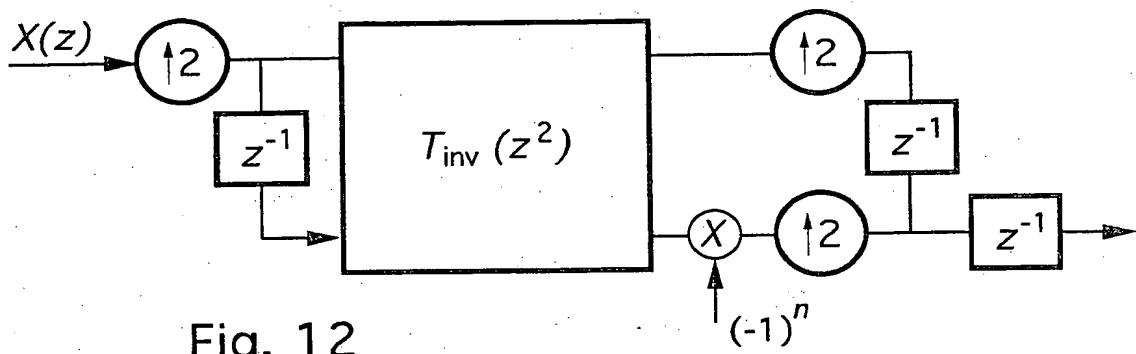 X(z)
↑2
z⁻¹
T_inv (z²)
X
(-1)ⁿ
↑2
↑2
z⁻¹
z⁻¹
Fig. 12